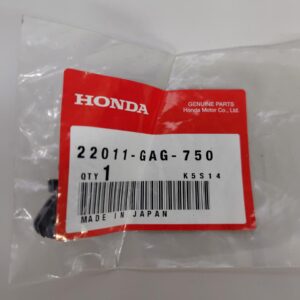 HONDA
GENUINE PARTS
Honda Motor Co., Ltd.
22011-GAG-750
QTY 1 K5S14
MADE IN JAPAN